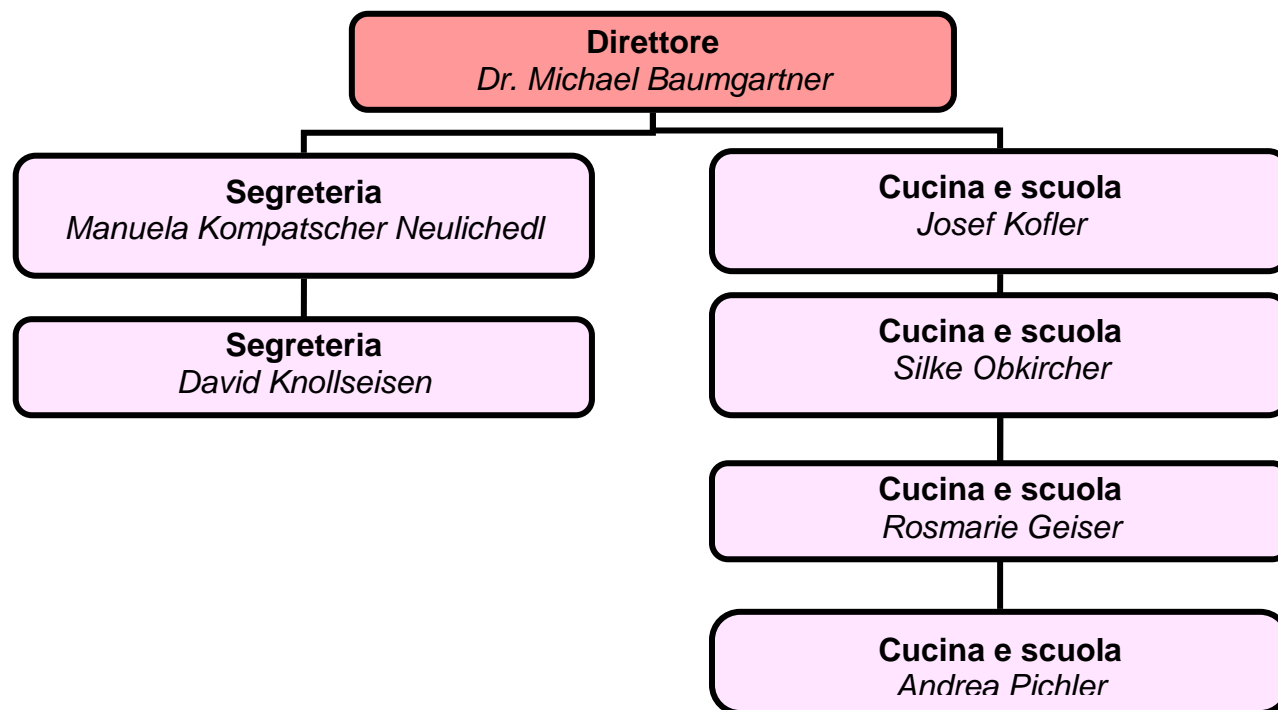 Direttore
Dr. Michael Baumgartner
Segreteria
Manuela Kompatscher Neulichedl
Segreteria
David Knollseisen
Cucina e scuola
Josef Kofler
Cucina e scuola
Silke Obkircher
Cucina e scuola
Rosmarie Geiser
Cucina e scuola
Andrea Pichler